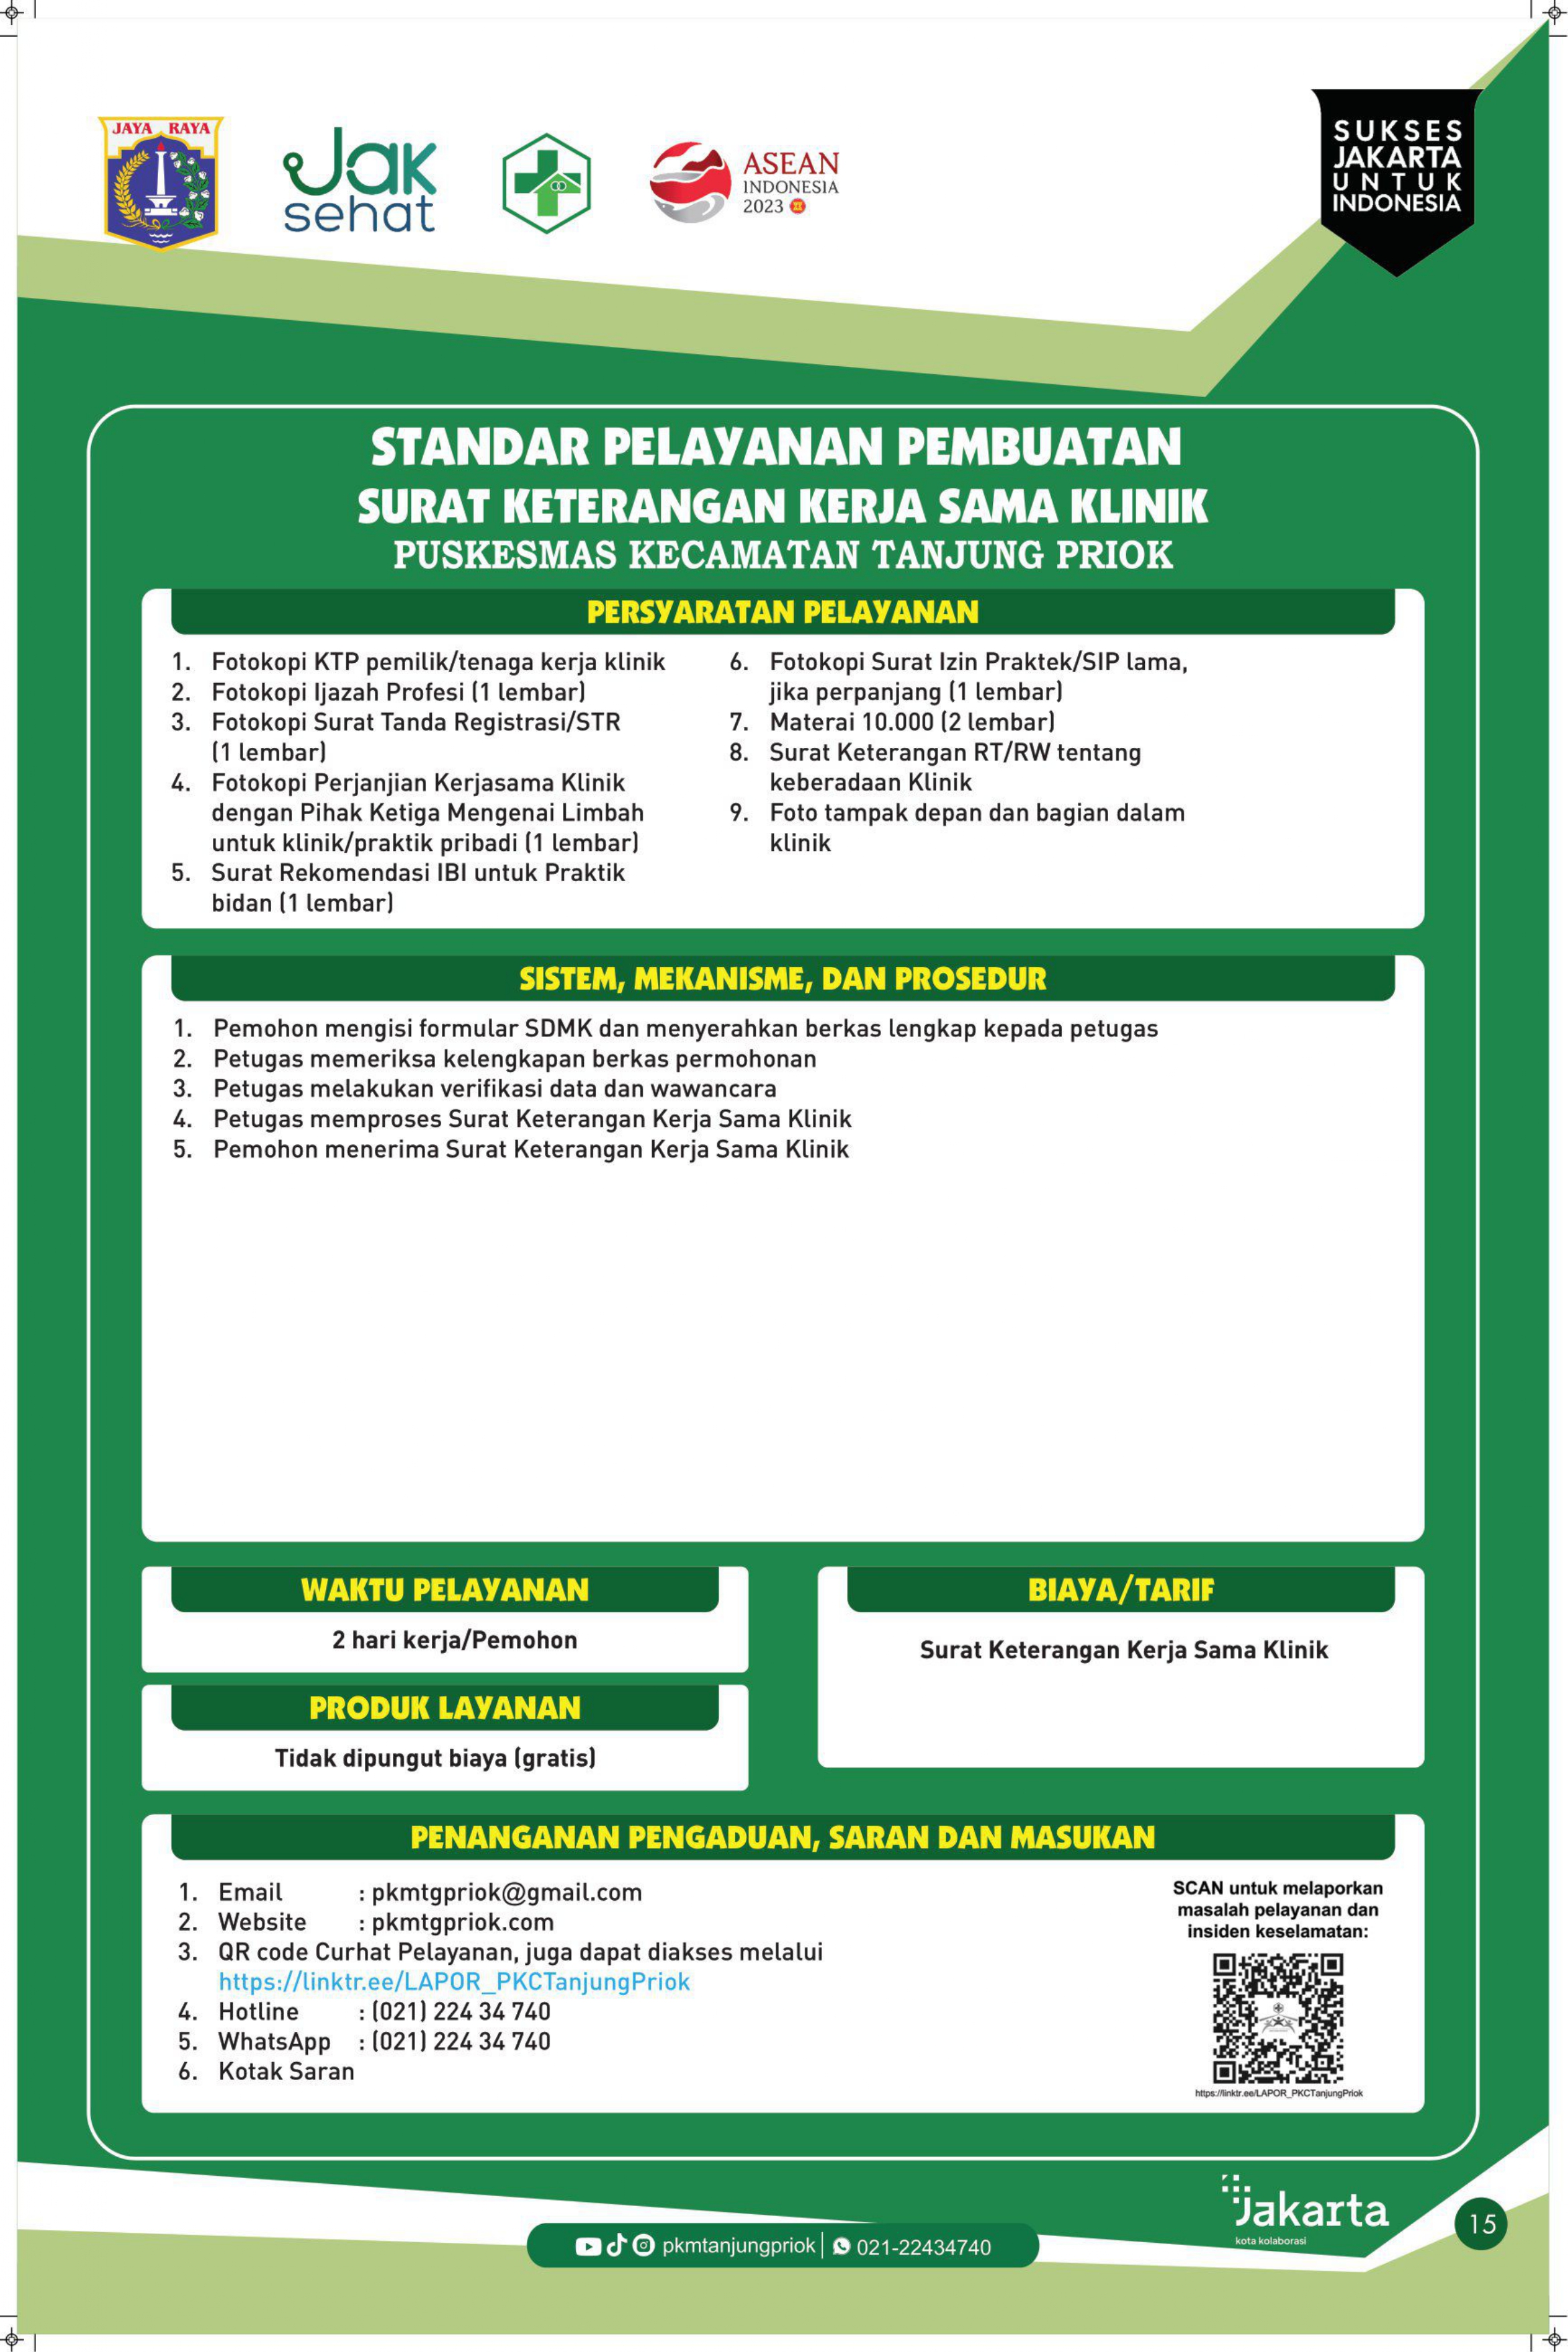 JAYA RAYA
Jak
sehat
ASEAN
INDONESIA
2023
SUKSES
JAKARTA
UNTUK
INDONESIA
STANDAR PELAYANAN PEMBUATAN
SURAT KETERANGAN KERJA SAMA KLINIK
PUSKESMAS KECAMATAN TANJUNG PRIOK
PERSYARATAN PELAYANAN
1. Fotokopi KTP pemilik/tenaga kerja klinik
2. Fotokopi Ijazah Profesi (1 lembar)
3. Fotokopi Surat Tanda Registrasi/STR
(1 lembar)
4. Fotokopi Perjanjian Kerjasama Klinik
dengan Pihak Ketiga Mengenai Limbah
untuk klinik/praktik pribadi (1 lembar)
5. Surat Rekomendasi IBI untuk Praktik
bidan (1 lembar)
6. Fotokopi Surat Izin Praktek/SIP lama,
jika perpanjang (1 lembar)
7. Materai 10.000 (2 lembar)
8. Surat Keterangan RT/RW tentang
keberadaan Klinik
9. Foto tampak depan dan bagian dalam
klinik
SISTEM, MEKANISME, DAN PROSEDUR
1. Pemohon mengisi formular SDMK dan menyerahkan berkas lengkap kepada petugas
2. Petugas memeriksa kelengkapan berkas permohonan
3. Petugas melakukan verifikasi data dan wawancara
4. Petugas memproses Surat Keterangan Kerja Sama Klinik
5. Pemohon menerima Surat Keterangan Kerja Sama Klinik
WAKTU PELAYANAN
2 hari kerja/Pemohon
PRODUK LAYANAN
Tidak dipungut biaya (gratis)
BIAYA/TARIF
Surat Keterangan Kerja Sama Klinik
PENANGANAN PENGADUAN, SARAN DAN MASUKAN
1. Email : pkmtgpriok@gmail.com
2. Website : pkmtgpriok.com
3. QR code Curhat Pelayanan, juga dapat diakses melalui
https://linktr.ee/LAPOR_PKCTanjungPriok
4. Hotline : (021) 224 34 740
5. WhatsApp : (021) 224 34 740
6. Kotak Saran
SCAN untuk melaporkan
masalah pelayanan dan
insiden keselamatan:
https://linktr.ee/LAPOR_PKCTanjungPriok
Jakarta
kota kolaborasi
pkmtanjungpriok | 021-22434740
15